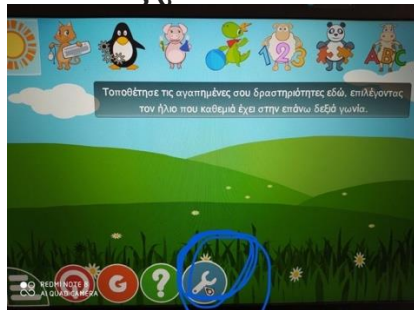 123
ABC
Τοποθέτησε τις αγαπημένες σου δραστηριότητες εδώ, επιλέγοντας
τον ήλιο που καθεμιά έχει στην επάνω δεξιά γωνία.
G ?
REDMI NOTE 8
AI QUAD CAMERA